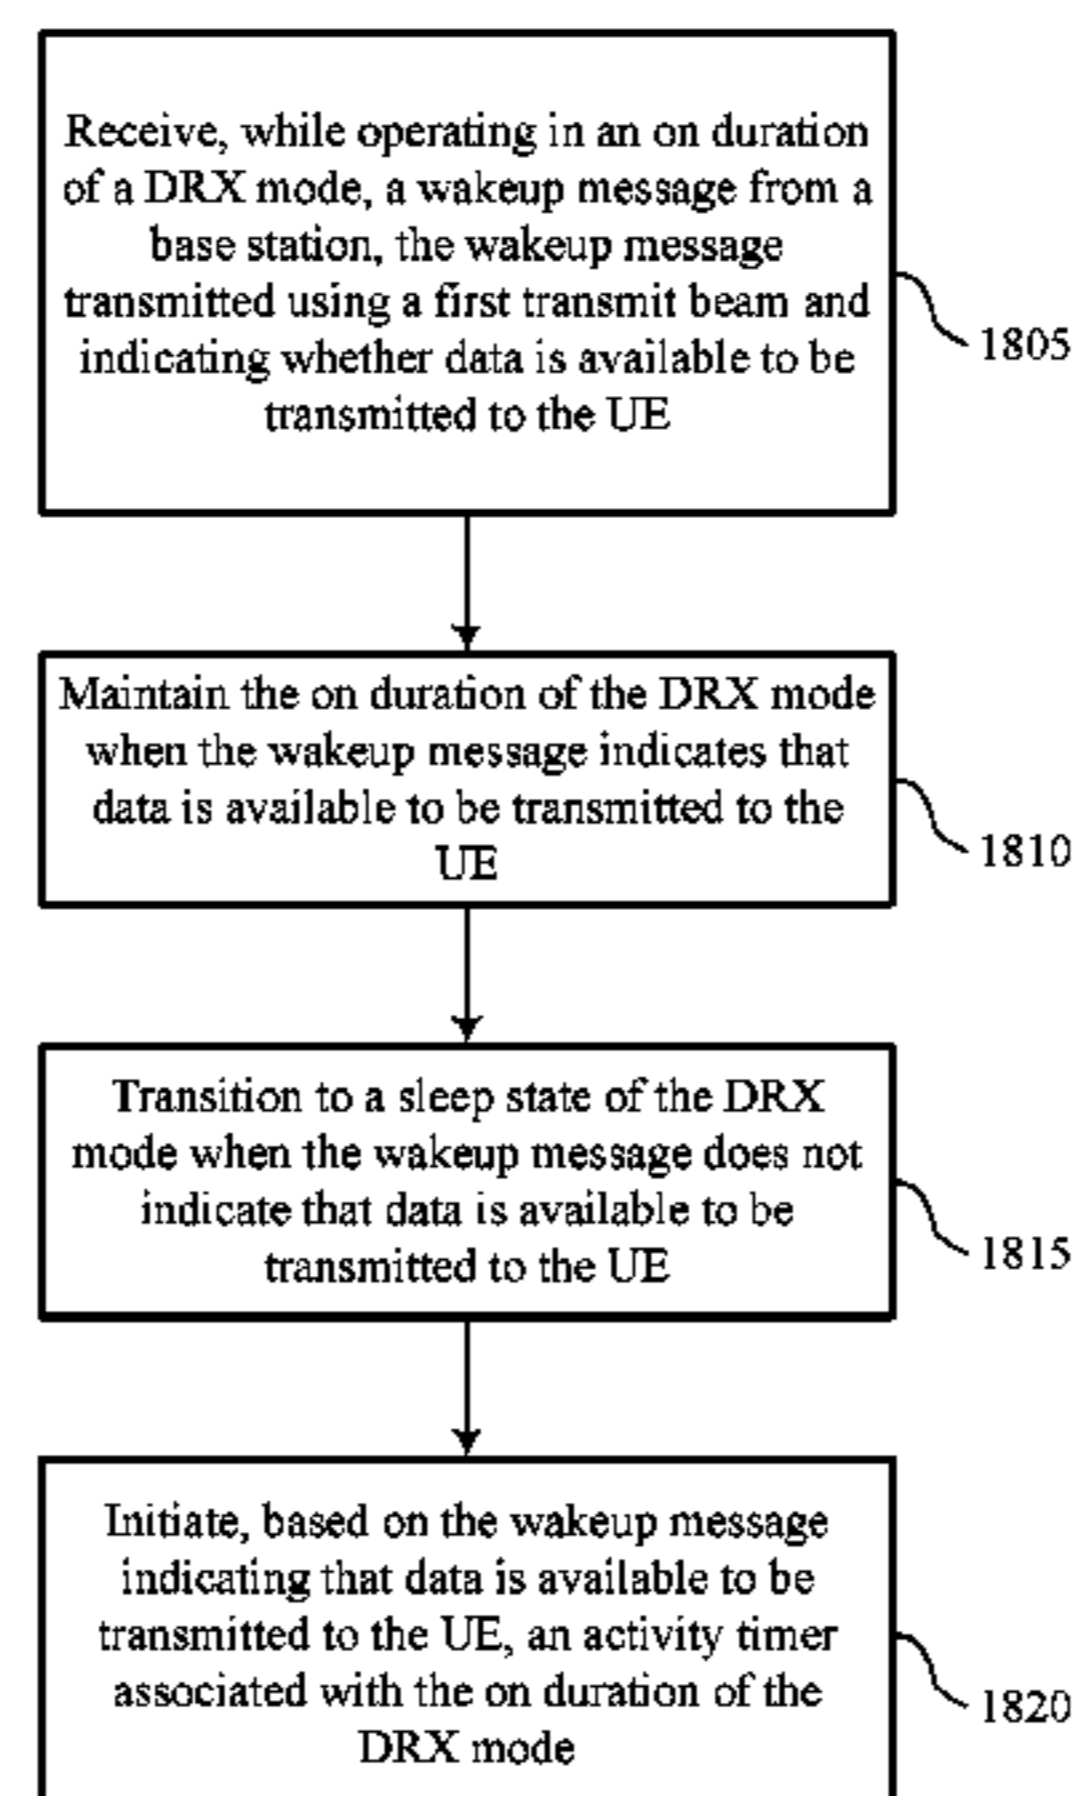 Receive, while operating in an on duration
of a DRX mode, a wakeup message from a
base station, the wakeup message
transmitted using a first transmit beam and
indicating whether data is available to be
transmitted to the UE
1805
Maintain the on duration of the DRX mode
when the wakeup message indicates that
data is available to be transmitted to the
UE
1810
Transition to a sleep state of the DRX
mode when the wakeup message does not
indicate that data is available to be
transmitted to the UE
1815
Initiate, based on the wakeup message
indicating that data is available to be
transmitted to the UE, an activity timer
associated with the on duration of the
DRX mode
1820